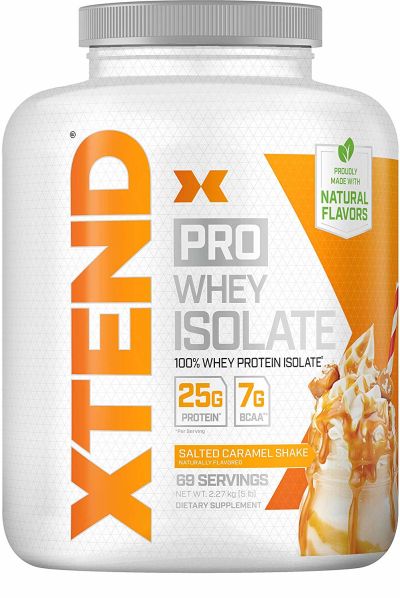 XTEND®
PROUDLY
MADE WITH
NATURAL
FLAVORS
X
PRO
WHEY
ISOLATE
100% WHEY PROTEIN ISOLATE*
25G
PROTEIN*
7G
BCAA**
*Per Serving
SALTED CARAMEL SHAKE
NATURALLY FLAVORED
69 SERVINGS
NET WT. 2.27 kg (5 lb)
DIETARY SUPPLEMENT